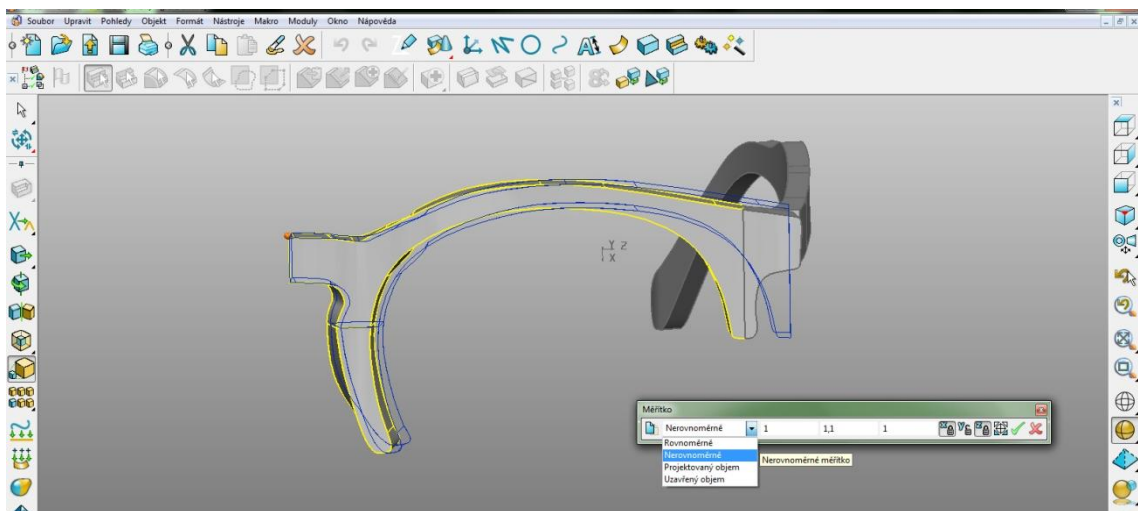 Soubor Upravit Pohledy Objekt Formát Nástroje Makro Moduly Okno Nápověda
Y Z
X
Měřítko
Nerovnoměrné 1 1,1 1
Rovnoměrné
Nerovnoměrné
Projektovaný objem
Uzavřený objem
Nerovnoměrné měřítko